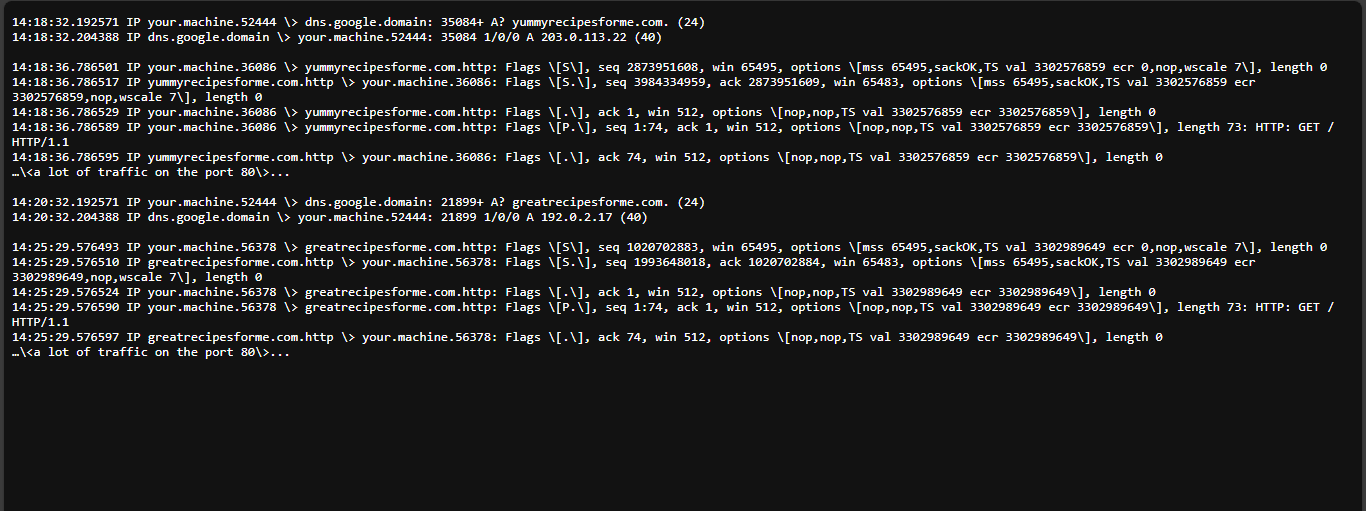 14:18:32.192571 IP your.machine.52444 \> dns.google.domain: 35084+ A? yummyrecipesforme.com. (24)
14:18:32.204388 IP dns.google.domain \> your.machine.52444: 35084 1/0/0 A 203.0.113.22 (40)
14:18:36.786501 IP your.machine.36086 \> yummyrecipesforme.com.http: Flags \[S\], seq 2873951608, win 65495, options \[mss 65495,sackOK,TS val 3302576859 ecr 0,nop,wscale 7\], length 0
14:18:36.786517 IP yummyrecipesforme.com.http \> your.machine.36086: Flags \[S.\], seq 3984334959, ack 2873951609, win 65483, options \[mss 65495,sackOK,TS val 3302576859 ecr
3302576859,nop,wscale 7\], length 0
14:18:36.786529 IP your.machine.36086 \> yummyrecipesforme.com.http: Flags \[.\], ack 1, win 512, options \[nop,nop,TS val 3302576859 ecr 3302576859\], length 0
14:18:36.786589 IP your.machine.36086 \> yummyrecipesforme.com.http: Flags \[P.\], seq 1:74, ack 1, win 512, options \[nop,nop,TS val 3302576859 ecr 3302576859\], length 73: HTTP: GET /
HTTP/1.1
14:18:36.786595 IP yummyrecipesforme.com.http \> your.machine.36086: Flags \[.\], ack 74, win 512, options \[nop,nop,TS val 3302576859 ecr 3302576859\], length 0
…\<a lot of traffic on the port 80\>...
14:20:32.192571 IP your.machine.52444 \> dns.google.domain: 21899+ A? greatrecipesforme.com. (24)
14:20:32.204388 IP dns.google.domain \> your.machine.52444: 21899 1/0/0 A 192.0.2.17 (40)
14:25:29.576493 IP your.machine.56378 \> greatrecipesforme.com.http: Flags \[S\], seq 1020702883, win 65495, options \[mss 65495,sackOK,TS val 3302989649 ecr 0,nop,wscale 7\], length 0
14:25:29.576510 IP greatrecipesforme.com.http \> your.machine.56378: Flags \[S.\], seq 1993648018, ack 1020702884, win 65483, options \[mss 65495,sackOK,TS val 3302989649 ecr
3302989649,nop,wscale 7\], length 0
14:25:29.576524 IP your.machine.56378 \> greatrecipesforme.com.http: Flags \[.\], ack 1, win 512, options \[nop,nop,TS val 3302989649 ecr 3302989649\], length 0
14:25:29.576590 IP your.machine.56378 \> greatrecipesforme.com.http: Flags \[P.\], seq 1:74, ack 1, win 512, options \[nop,nop,TS val 3302989649 ecr 3302989649\], length 73: HTTP: GET /
HTTP/1.1
14:25:29.576597 IP greatrecipesforme.com.http \> your.machine.56378: Flags \[.\], ack 74, win 512, options \[nop,nop,TS val 3302989649 ecr 3302989649\], length 0
…\<a lot of traffic on the port 80\>...